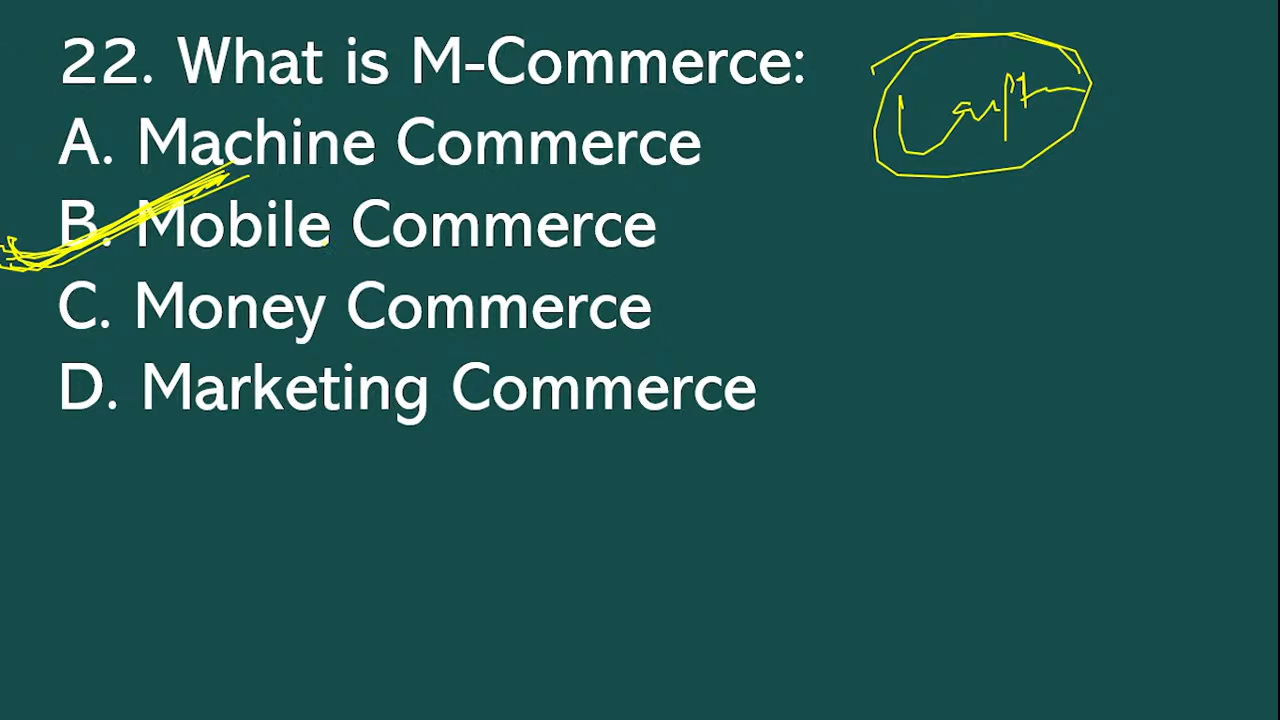 22. What is M-Commerce:
A. Machine Commerce
B. Mobile Commerce
C. Money Commerce
D. Marketing Commerce